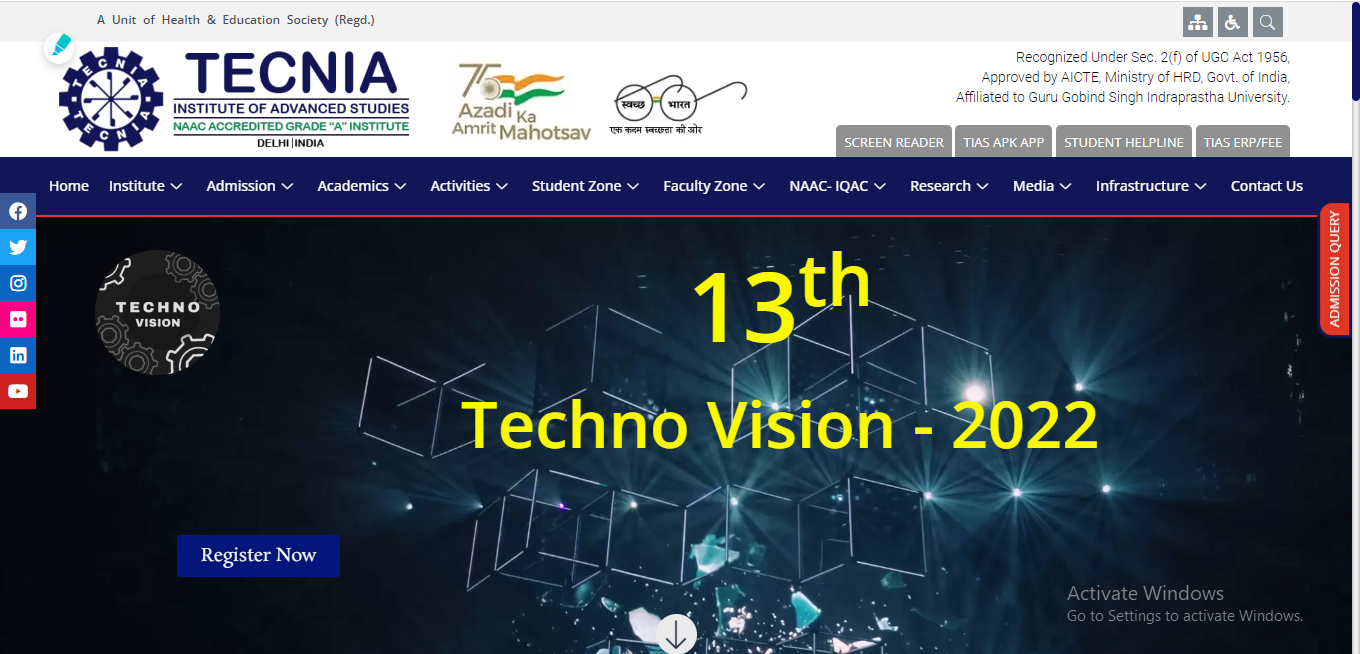 A Unit of Health & Education Society (Regd.)
TECNIA
TECNIA
TECNIA
INSTITUTE OF ADVANCED STUDIES
NAAC ACCREDITED GRADE "A" INSTITUTE
DELHI | INDIA
75
Azadi Ka
Amrit Mahotsav
स्वच्छ भारत
एक कदम स्वच्छता की ओर
Recognized Under Sec. 2(f) of UGC Act 1956,
Approved by AICTE, Ministry of HRD, Govt. of India,
Affiliated to Guru Gobind Singh Indraprastha University.
SCREEN READER TIAS APK APP STUDENT HELPLINE TIAS ERP/FEE
Home Institute Admission Academics Activities Student Zone Faculty Zone NAAC- IQAC Research Media Infrastructure Contact Us
ADMISSION QUERY
TECHNO
VISION
13th
Techno Vision - 2022
Register Now
Activate Windows
Go to Settings to activate Windows.